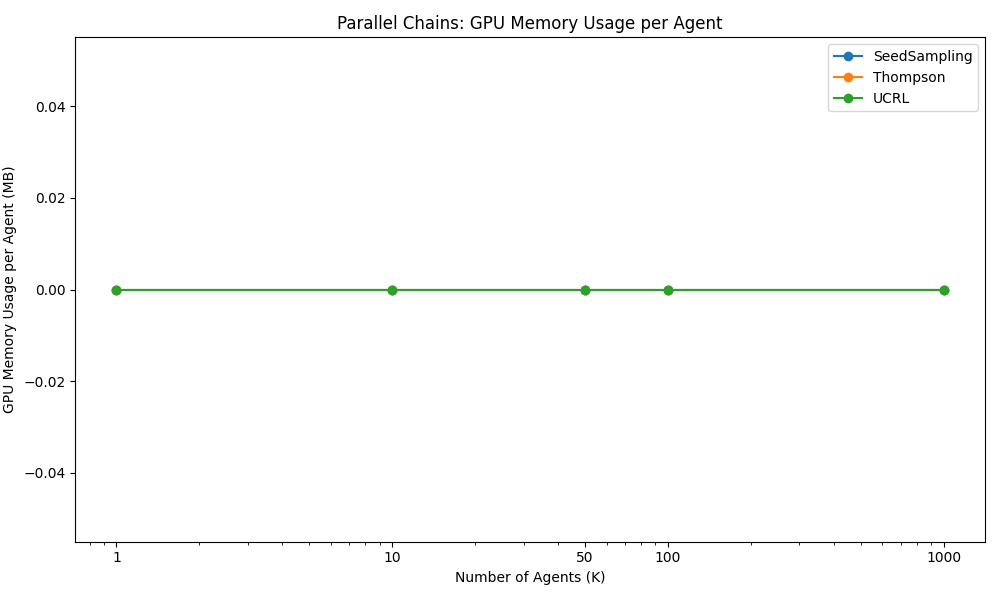 Parallel Chains: GPU Memory Usage per Agent
SeedSampling
Thompson
UCRL
GPU Memory Usage per Agent (MB)
0.04
0.02
0.00
−0.02
−0.04
1
10
50
100
1000
Number of Agents (K)